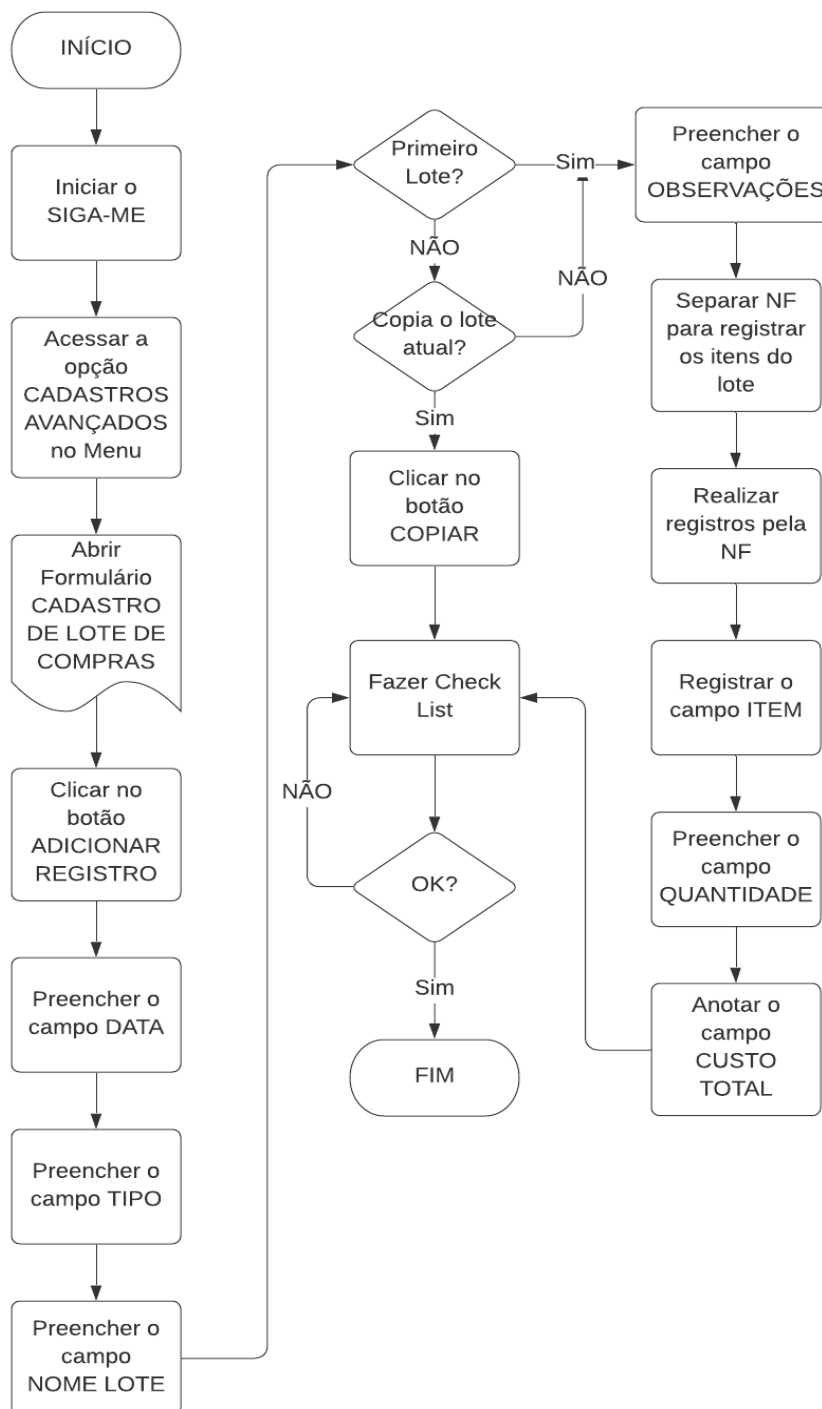 INÍCIO
Iniciar o
SIGA-ME
Acessar a
opção
CADASTROS
AVANÇADOS
no Menu
Abrir
Formulário
CADASTRO
DE LOTE DE
COMPRAS
Clicar no
botão
ADICIONAR
REGISTRO
Preencher o
campo DATA
Preencher o
campo TIPO
Preencher o
campo
NOME LOTE
Primeiro
Lote?
Sim
NÃO
Copia o lote
atual?
NÃO
Sim
Clicar no
botão
COPIAR
Fazer Check
List
NÃO
OK?
Sim
FIM
Preencher o
campo
OBSERVAÇÕES
Separar NF
para registrar
os itens do
lote
Realizar
registros pela
NF
Registrar o
campo ITEM
Preencher o
campo
QUANTIDADE
Anotar o
campo
CUSTO
TOTAL